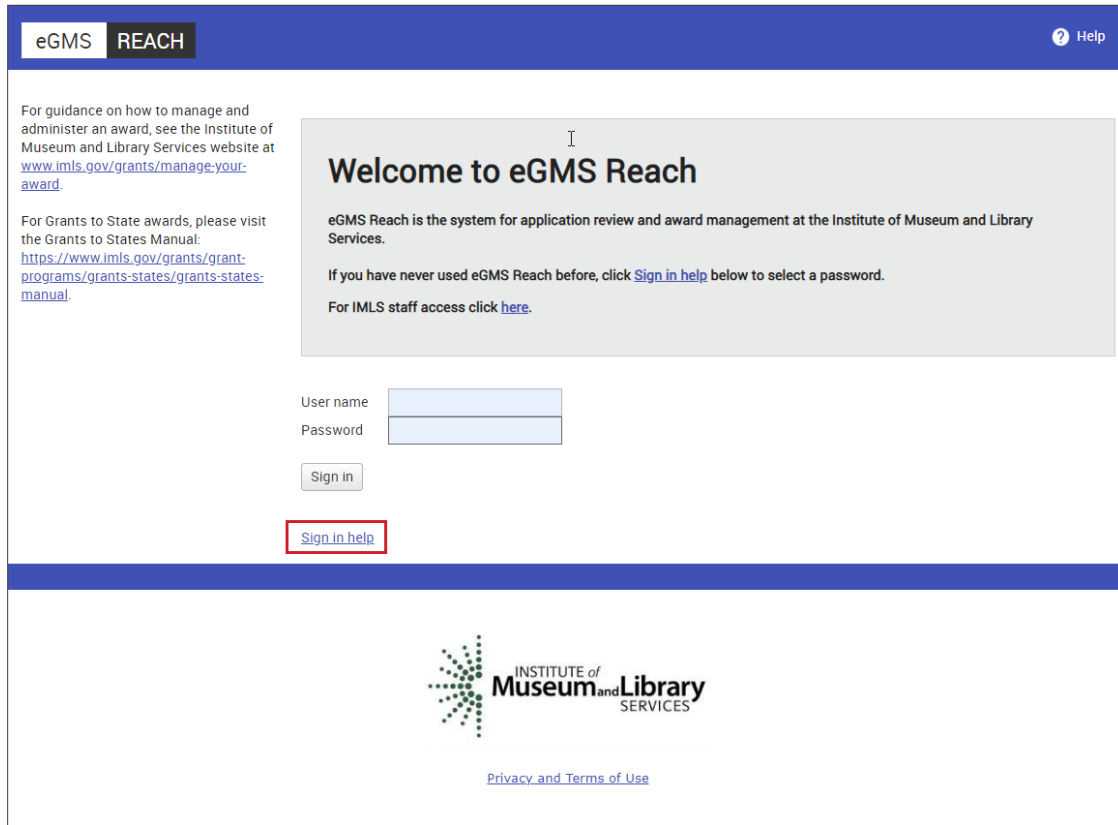 eGMS REACH
Help
For guidance on how to manage and
administer an award, see the Institute of
Museum and Library Services website at
www.imls.gov/grants/manage-your-
award.
For Grants to State awards, please visit
the Grants to States Manual:
https://www.imls.gov/grants/grant-
programs/grants-states/grants-states-
manual.
Welcome to eGMS Reach
eGMS Reach is the system for application review and award management at the Institute of Museum and Library
Services.
If you have never used eGMS Reach before, click Sign in help below to select a password.
For IMLS staff access click here.
User name
Password
Sign in
Sign in help
INSTITUTE of
Museum and Library
SERVICES
Privacy and Terms of Use